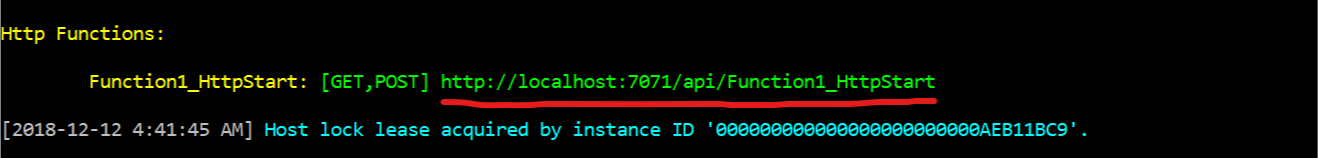 Http Functions:
Function1_HttpStart: [GET,POST] http://localhost:7071/api/Function1_HttpStart
[2018-12-12 4:41:45 AM] Host lock lease acquired by instance ID '000000000000000000000000AEB11BC9'.